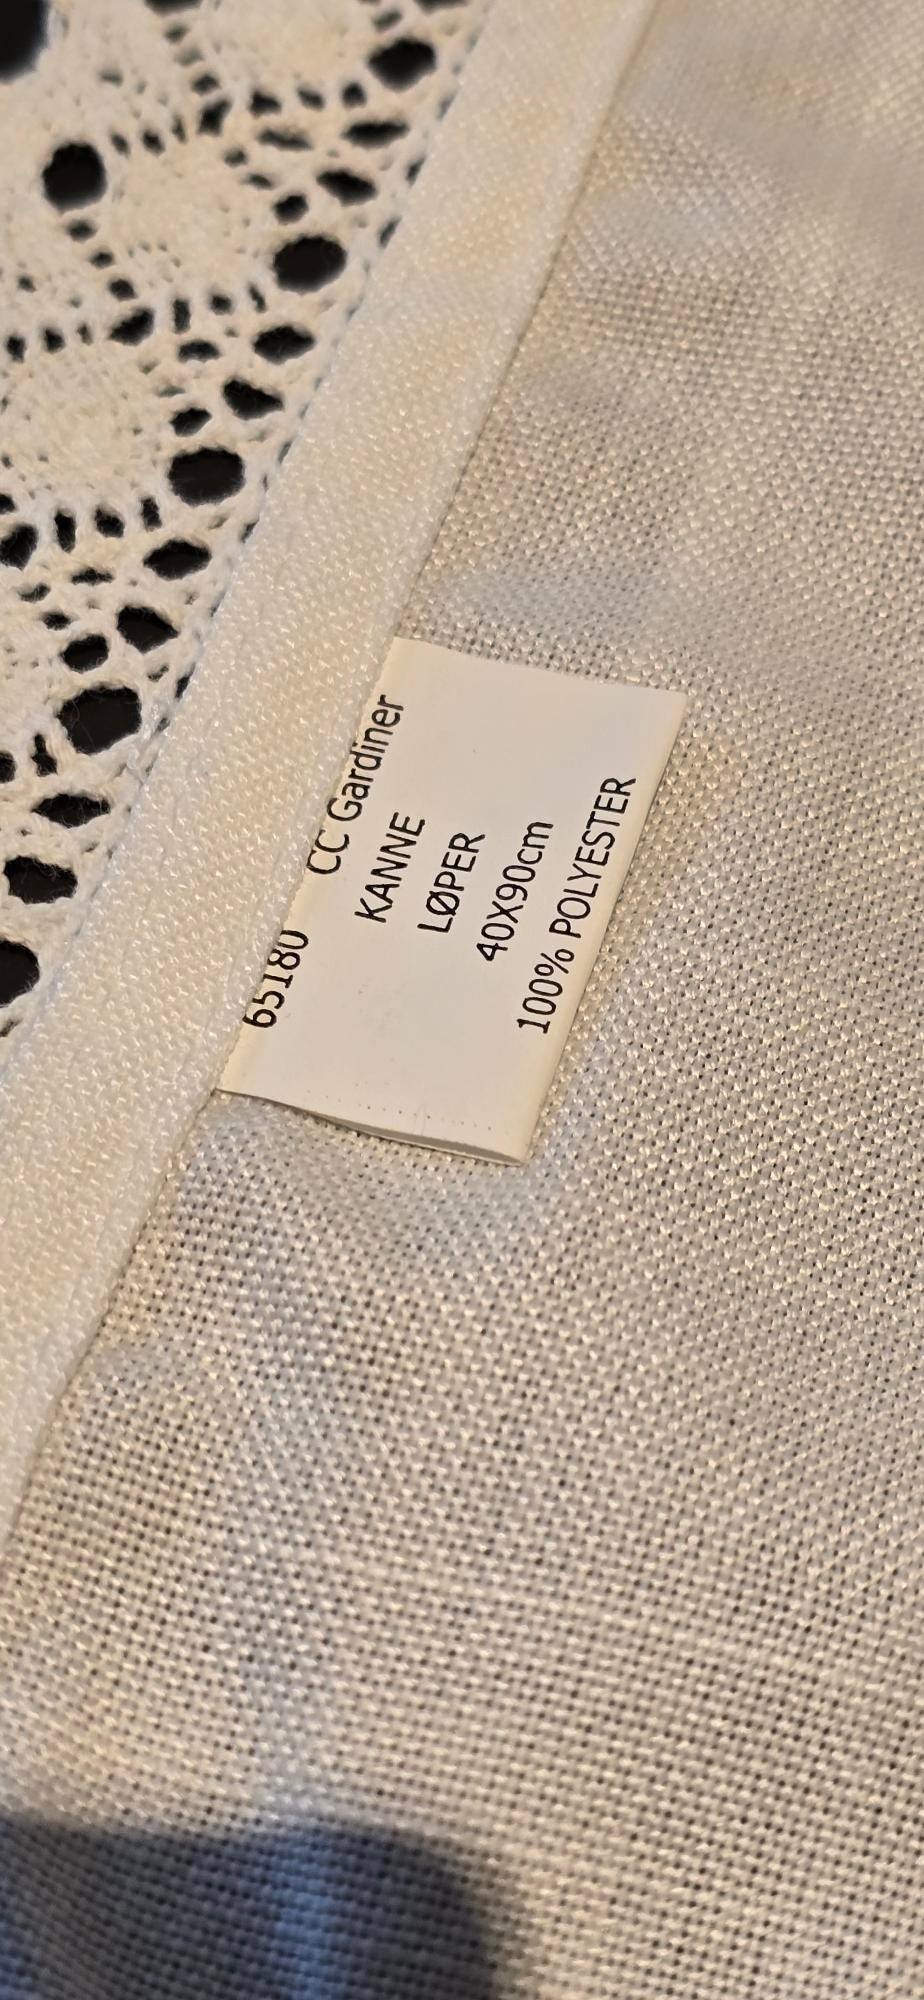 65180 CC Gardiner
KANNE
LØPER
40X90cm
100% POLYESTER